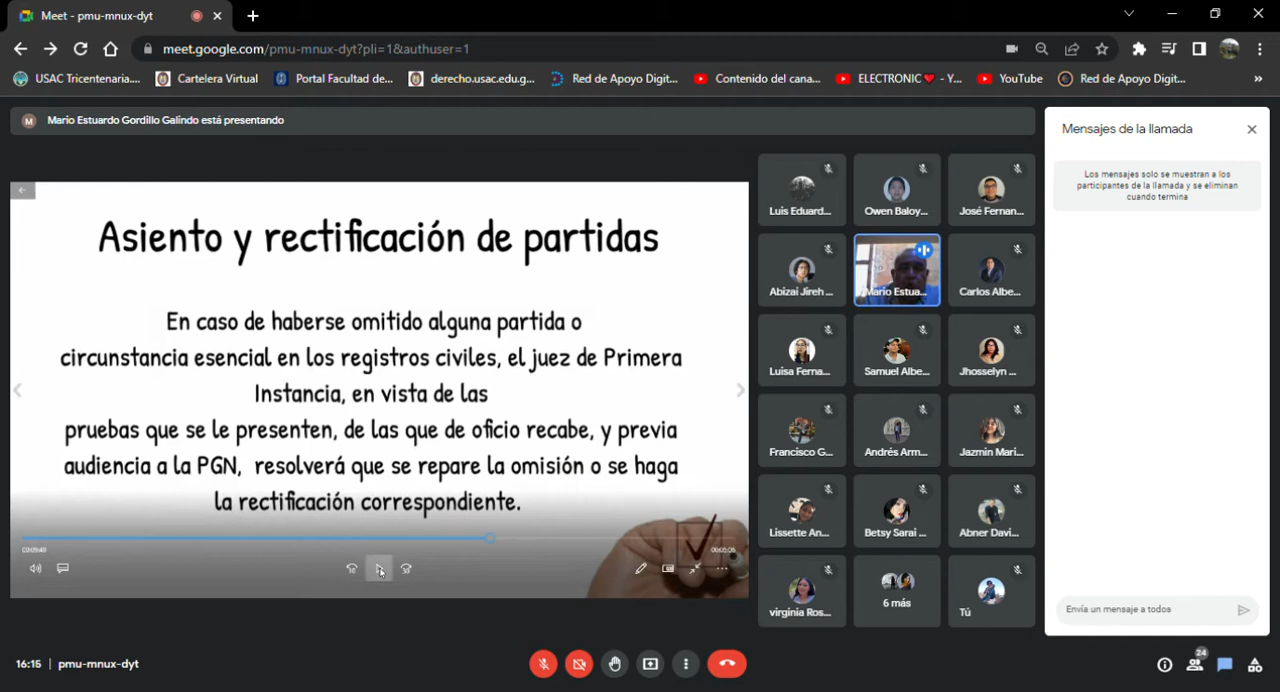 Meet - pmu-mnux-dyt
meet.google.com/pmu-mnux-dyt?pli=1&authuser=1
USAC Tricentenaria....
Cartelera Virtual
Portal Facultad de...
derecho.usac.edu.g...
Red de Apoyo Digit...
Contenido del cana...
ELECTRONIC❤ - Y...
YouTube
Red de Apoyo Digit...
»
M
Mario Estuardo Gordillo Galindo está presentando
Asiento y rectificación de partidas
En caso de haberse omitido alguna partida o
circunstancia esencial en los registros civiles, el juez de Primera
Instancia, en vista de las
pruebas que se le presenten, de las que de oficio recabe, y previa
audiencia a la PGN, resolverá que se repare la omisión o se haga
la rectificación correspondiente.
00:09:49
10
30
Luis Eduard...
Owen Baloy...
José Fernan...
Abizai Jireh ...
Mario Estua...
Carlos Albe...
Luisa Ferna...
Samuel Albe...
Jhosselyn ...
Francisco G...
Andrés Arm...
Jazmin Mari...
Lissette An...
Betsy Sarai ...
Abner Davi...
virginia Ros...
6 más
Tú
Mensajes de la llamada
Los mensajes solo se muestran a los
participantes de la llamada y se eliminan
cuando termina
Envía un mensaje a todos
16:15 | pmu-mnux-dyt
24